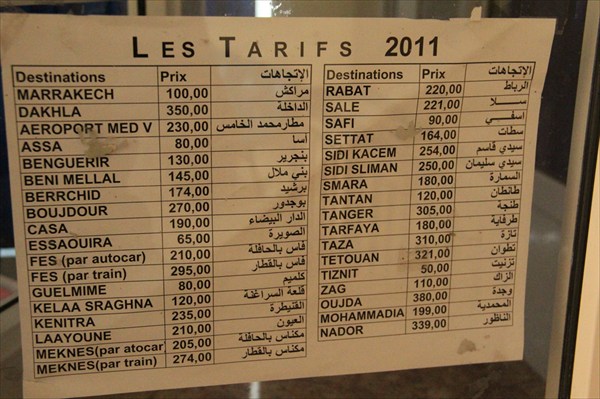 LES TARIFS 2011
Destinations Prix الإتجاهات
MARRAKECH 100,00 مراكش
DAKHLA 350,00 الداخلة
AEROPORT MED V 230,00 مطار محمد الخامس
ASSA 80,00 أسا
BENGUERIR 130,00 بنجرير
BENI MELLAL 145,00 بني ملال
BERRCHID 174,00 برشيد
BOUJDOUR 270,00 بوجدور
CASA 190,00 الدار البيضاء
ESSAOUIRA 65,00 الصويرة
FES (par autocar) 210,00 فاس بالحافلة
FES (par train) 295,00 فاس بالقطار
GUELMIME 80,00 كلميم
KELAA SRAGHNA 120,00 قلعة السراغنة
KENITRA 235,00 القنيطرة
LAAYOUNE 210,00 العيون
MEKNES(par atocar) 205,00 مكناس بالحافلة
MEKNES(par train) 274,00 مكناس بالقطار
Destinations Prix الإتجاهات
RABAT 220,00 الرباط
SALE 221,00 ســـلا
SAFI 90,00 اسفـــي
SETTAT 164,00 سطات
SIDI KACEM 254,00 سيدي قاسم
SIDI SLIMAN 250,00 سيدي سليمان
SMARA 180,00 السمارة
TANTAN 120,00 طانطان
TANGER 305,00 طنجة
TARFAYA 180,00 طرفاية
TAZA 310,00 تازة
TETOUAN 321,00 تطوان
TIZNIT 50,00 تزنيت
ZAG 110,00 الزاك
OUJDA 380,00 وجدة
MOHAMMADIA 199,00 المحمدية
NADOR 339,00 الناظور